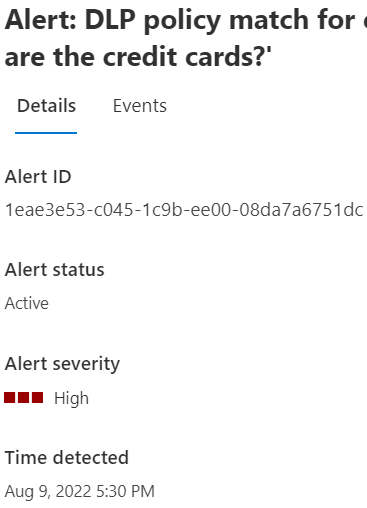 Alert: DLP policy match for
are the credit cards?'
Details Events
Alert ID
1eae3e53-c045-1c9b-ee00-08da7a6751dc
Alert status
Active
Alert severity
High
Time detected
Aug 9, 2022 5:30 PM